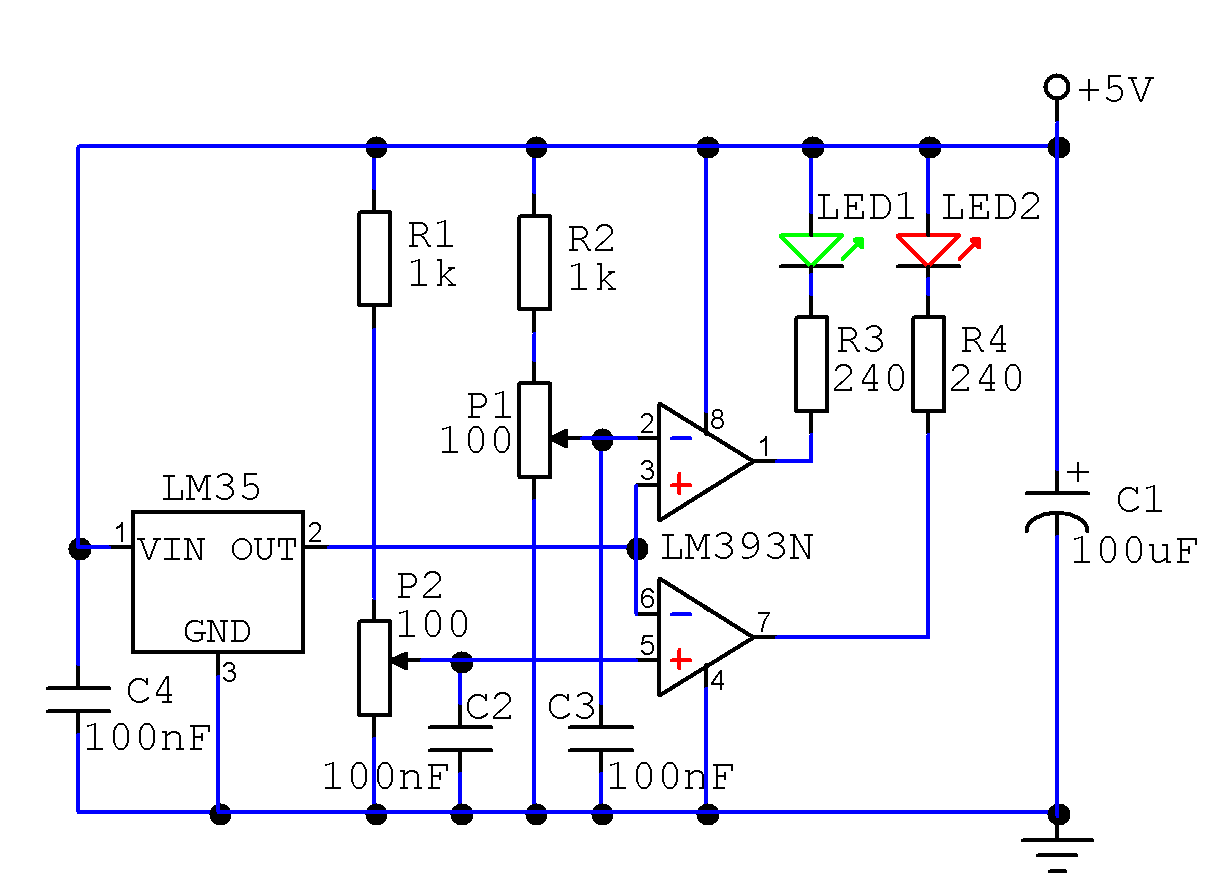 +5V
LED1 LED2
R1
1k
R2
1k
R3
240
R4
240
P1
100
2
8
3
1
+
C1
100uF
LM35
1
2
VIN OUT
GND
3
LM393N
P2
100
6
5
7
4
C4
100nF
C2
100nF
C3
100nF